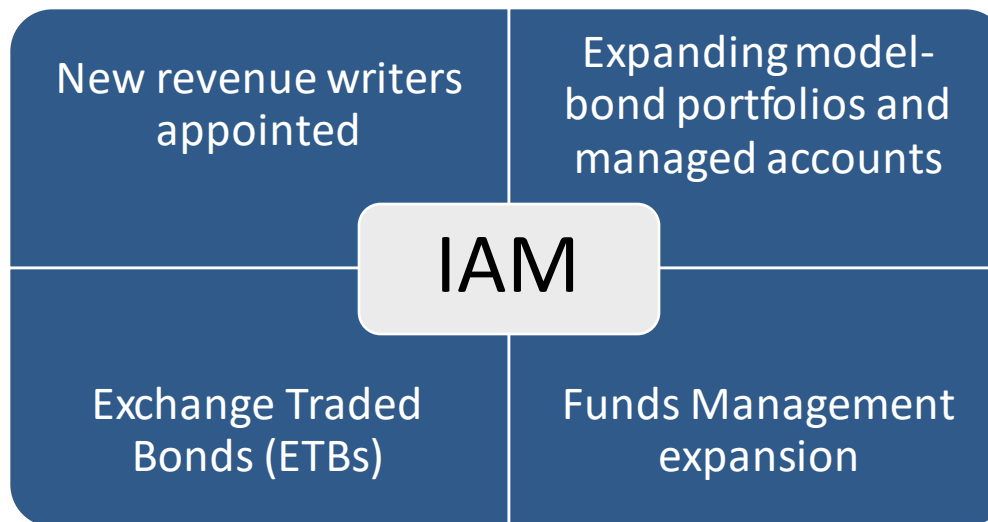 New revenue writers
appointed
Expanding model-
bond portfolios and
managed accounts
IAM
Exchange Traded
Bonds (ETBs)
Funds Management
expansion